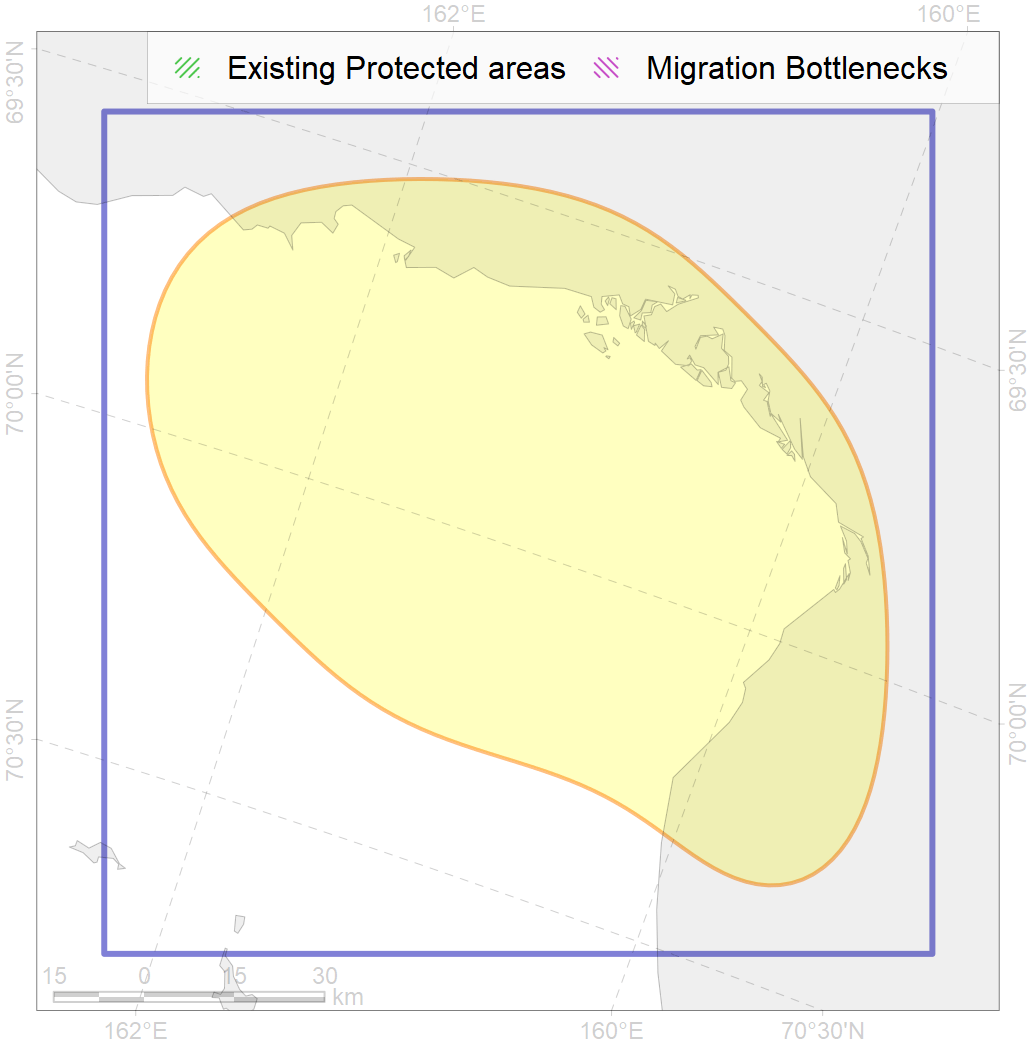 162°E 160°E
Existing Protected areas Migration Bottlenecks
69°30'N
69°30'N
70°00'N
70°00'N
70°30'N
15 0 15 30
km
162°E 160°E 70°30'N